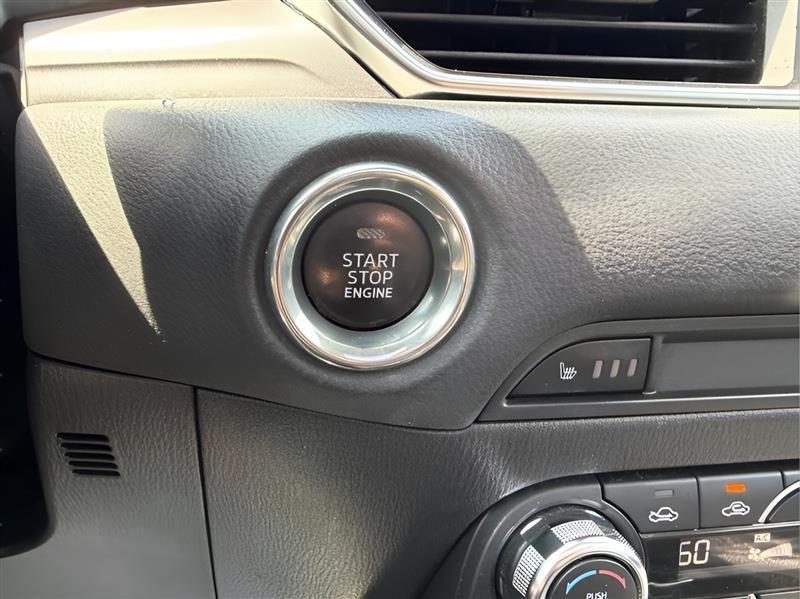 START
STOP
ENGINE
60
A/C
PUSH